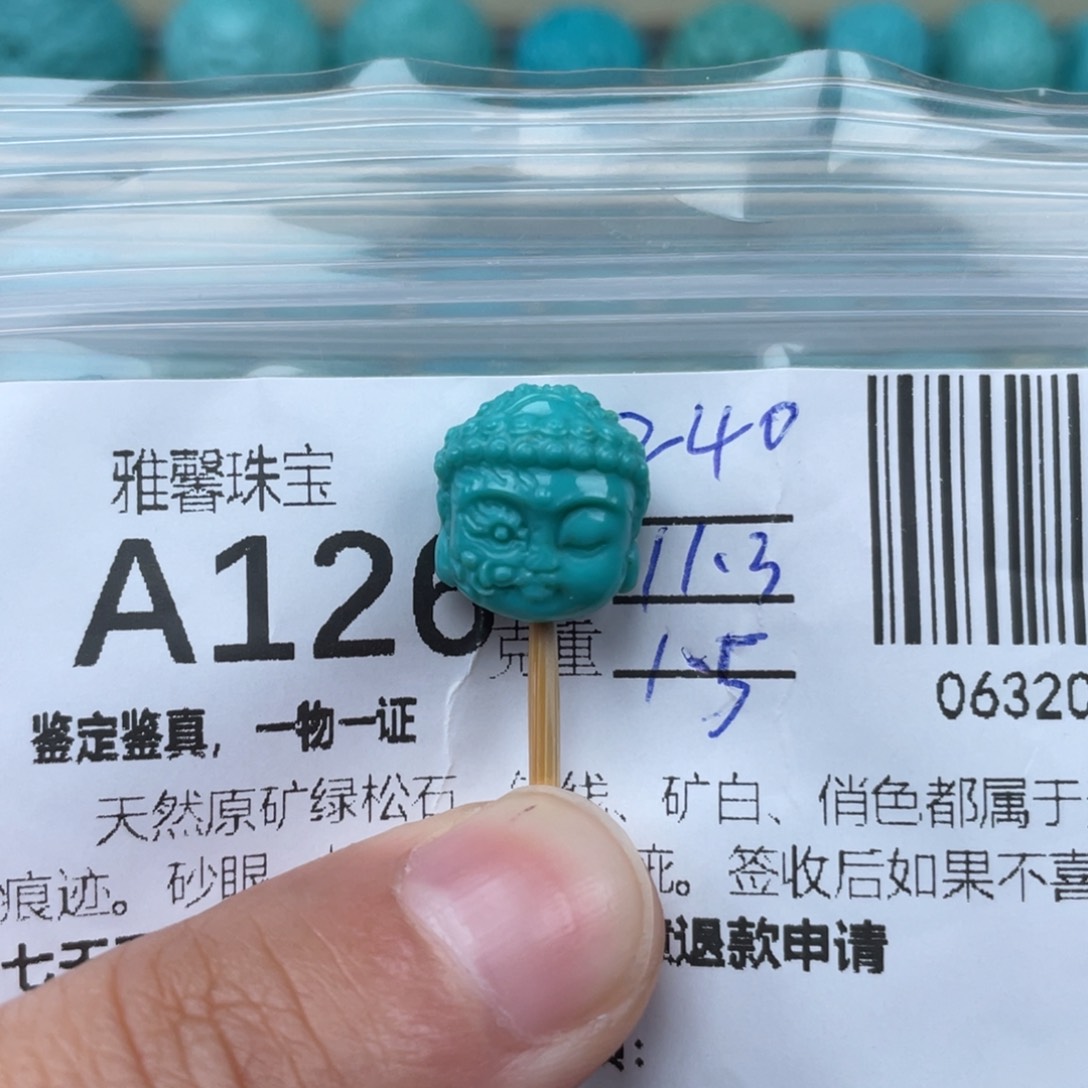 240
雅馨珠宝
11.3
A126
克重 1.5
06320
鉴定鉴真，一物一证
天然原矿绿松石 线、矿白、俏色都属于
痕迹。砂眼 疵。签收后如果不喜
七天 退款申请